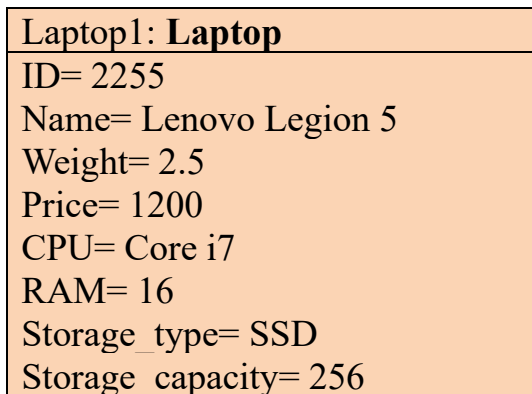 Laptop1: Laptop
ID= 2255
Name= Lenovo Legion 5
Weight= 2.5
Price= 1200
CPU= Core i7
RAM= 16
Storage_type= SSD
Storage_capacity= 256